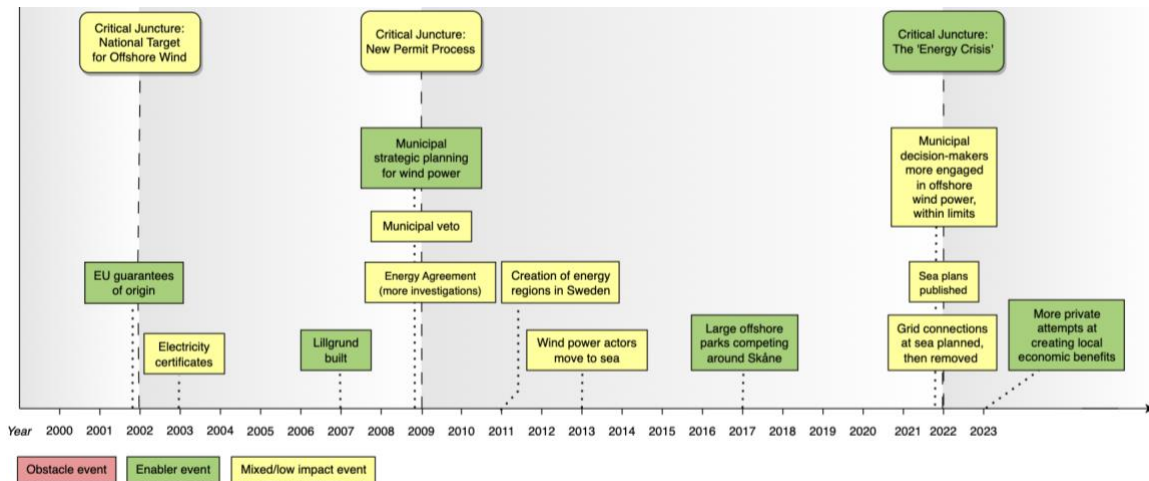 Critical Juncture:
National Target
for Offshore Wind
Critical Juncture:
New Permit Process
Critical Juncture:
The 'Energy Crisis'
Municipal
strategic planning
for wind power
Municipal
decision-makers
more engaged
in offshore
wind power,
within limits
Municipal veto
EU guarantees
of origin
Energy Agreement
(more investigations)
Creation of energy
regions in Sweden
Sea plans
published
Electricity
certificates
Lillgrund
built
Wind power actors
move to sea
Large offshore
parks competing
around Skåne
Grid connections
at sea planned,
then removed
More private
attempts at
creating local
economic benefits
Year 2000 2001 2002 2003 2004 2005 2006 2007 2008 2009 2010 2011 2012 2013 2014 2015 2016 2017 2018 2019 2020 2021 2022 2023
Obstacle event Enabler event Mixed/low impact event